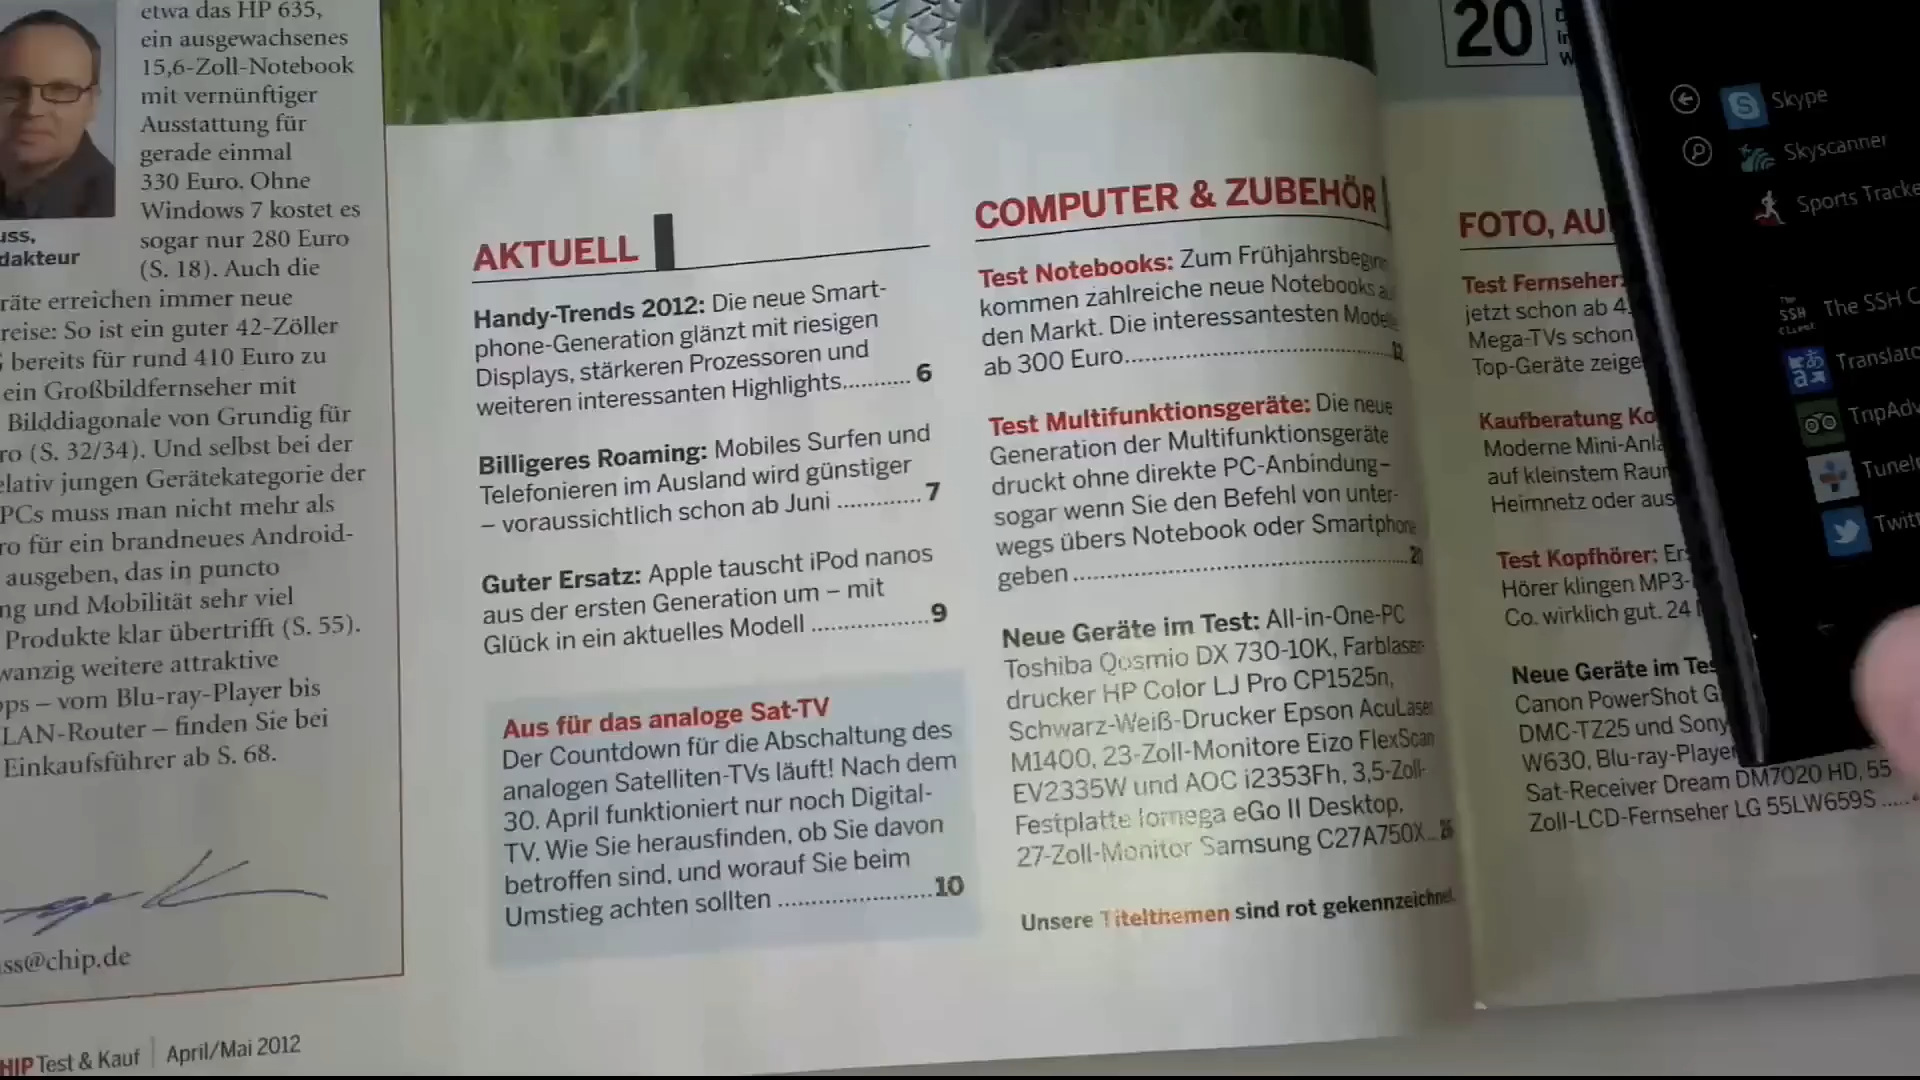 etwa das HP 635,
ein ausgewachsenes
15,6-Zoll-Notebook
mit vernünftiger
Ausstattung für
gerade einmal
330 Euro. Ohne
Windows 7 kostet es
sogar nur 280 Euro
(S. 18). Auch die
räte erreichen immer neue
reise: So ist ein guter 42-Zöller
bereits für rund 410 Euro zu
ein Großbildfernseher mit
Bilddiagonale von Grundig für
ro (S. 32/34). Und selbst bei der
elativ jungen Gerätekategorie der
PCs muss man nicht mehr als
ro für ein brandneues Android-
ausgeben, das in puncto
ng und Mobilität sehr viel
Produkte klar übertrifft (S. 55).
wanzig weitere attraktive
pps – vom Blu-ray-Player bis
LAN-Router – finden Sie bei
Einkaufsführer ab S. 68.
uss,
dakteur
ss@chip.de
HIP Test & Kauf | April/Mai 2012
AKTUELL
Handy-Trends 2012: Die neue Smart-
phone-Generation glänzt mit riesigen
Displays, stärkeren Prozessoren und
weiteren interessanten Highlights.......... 6
Billigeres Roaming: Mobiles Surfen und
Telefonieren im Ausland wird günstiger
– voraussichtlich schon ab Juni ............ 7
Guter Ersatz: Apple tauscht iPod nanos
aus der ersten Generation um – mit
Glück in ein aktuelles Modell ................. 9
Aus für das analoge Sat-TV
Der Countdown für die Abschaltung des
analogen Satelliten-TVs läuft! Nach dem
30. April funktioniert nur noch Digital-
TV. Wie Sie herausfinden, ob Sie davon
betroffen sind, und worauf Sie beim
Umstieg achten sollten ...................... 10
COMPUTER & ZUBEHÖR
Test Notebooks: Zum Frühjahrsbeginn
kommen zahlreiche neue Notebooks
den Markt. Die interessantesten Modelle
ab 300 Euro........................................ 12
Test Multifunktionsgeräte: Die neue
Generation der Multifunktionsgeräte
druckt ohne direkte PC-Anbindung–
sogar wenn Sie den Befehl von unter-
wegs übers Notebook oder Smartphone
geben ..................................................
Neue Geräte im Test: All-in-One-PC
Toshiba Qosmio DX 730-10K, Farblaser-
drucker HP Color LJ Pro CP1525n,
Schwarz-Weiß-Drucker Epson AcuLaser
M1400, 23-Zoll-Monitore Eizo FlexScan
EV2335W und AOC i2353Fh, 3,5-Zoll-
Festplatte Iomega eGo II Desktop,
27-Zoll-Monitor Samsung C27A750X...
Unsere Titelthemen sind rot gekennzeichnet.
20
FOTO, AU
Test Fernseher:
jetzt schon ab 4
Mega-TVs schon
Top-Geräte zeige
Kaufberatung Ko
Moderne Mini-Anla
auf kleinstem Raum
Heimnetz oder aus
Test Kopfhörer: Er
Hörer klingen MP3-
Co. wirklich gut. 24
Neue Geräte im Tes
Canon PowerShot G
DMC-TZ25 und Sony
W630, Blu-ray-Player
Sat-Receiver Dream DM7020 HD, 55
Zoll-LCD-Fernseher LG 55LW659S ......
Skype
Skyscanner
Sports Tracke
The SSH C
Translato
TripAdv
TuneIn
Twitt